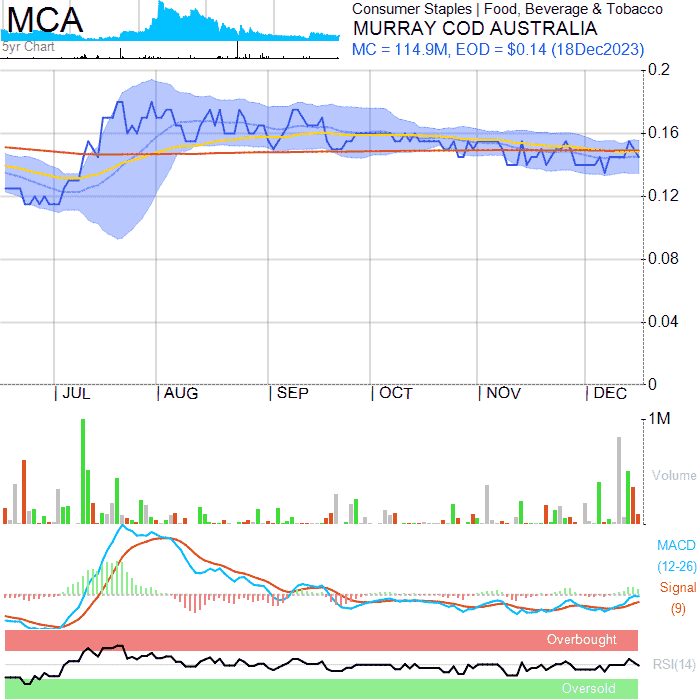 MCA
5yr Chart
Consumer Staples | Food, Beverage & Tobacco
MURRAY COD AUSTRALIA
MC = 114.9M, EOD = $0.14 (18Dec2023)
0.2
0.16
0.12
0.08
0.04
0
JUL AUG SEP OCT NOV DEC
1M
Volume
MACD
(12-26)
Signal
(9)
Overbought
RSI(14)
Oversold